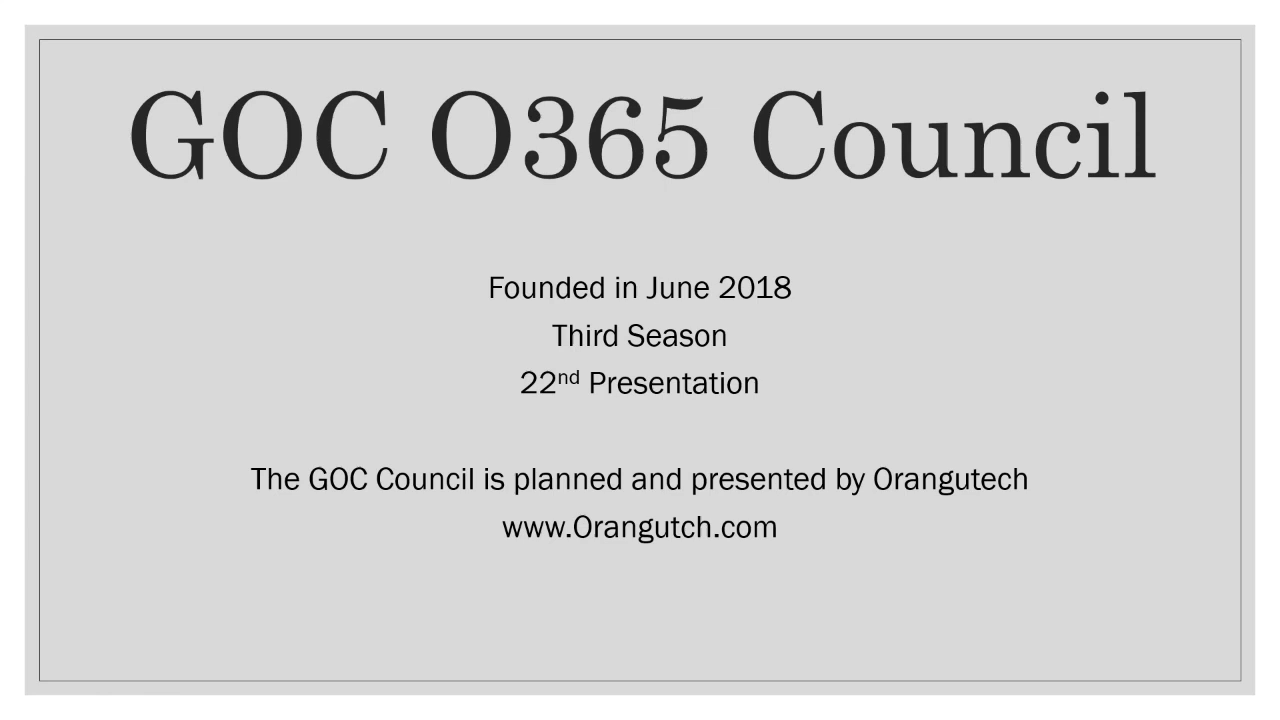 GOC O365 Council
Founded in June 2018
Third Season
22nd Presentation
The GOC Council is planned and presented by Orangutech
www.Orangutch.com